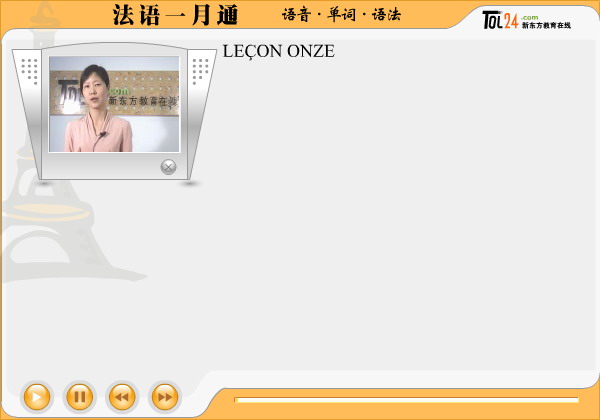 法语一月通
语音·单词·语法
TOL24.com
新东方教育在线
LEÇON ONZE
TOL
.com
新东方教育在线